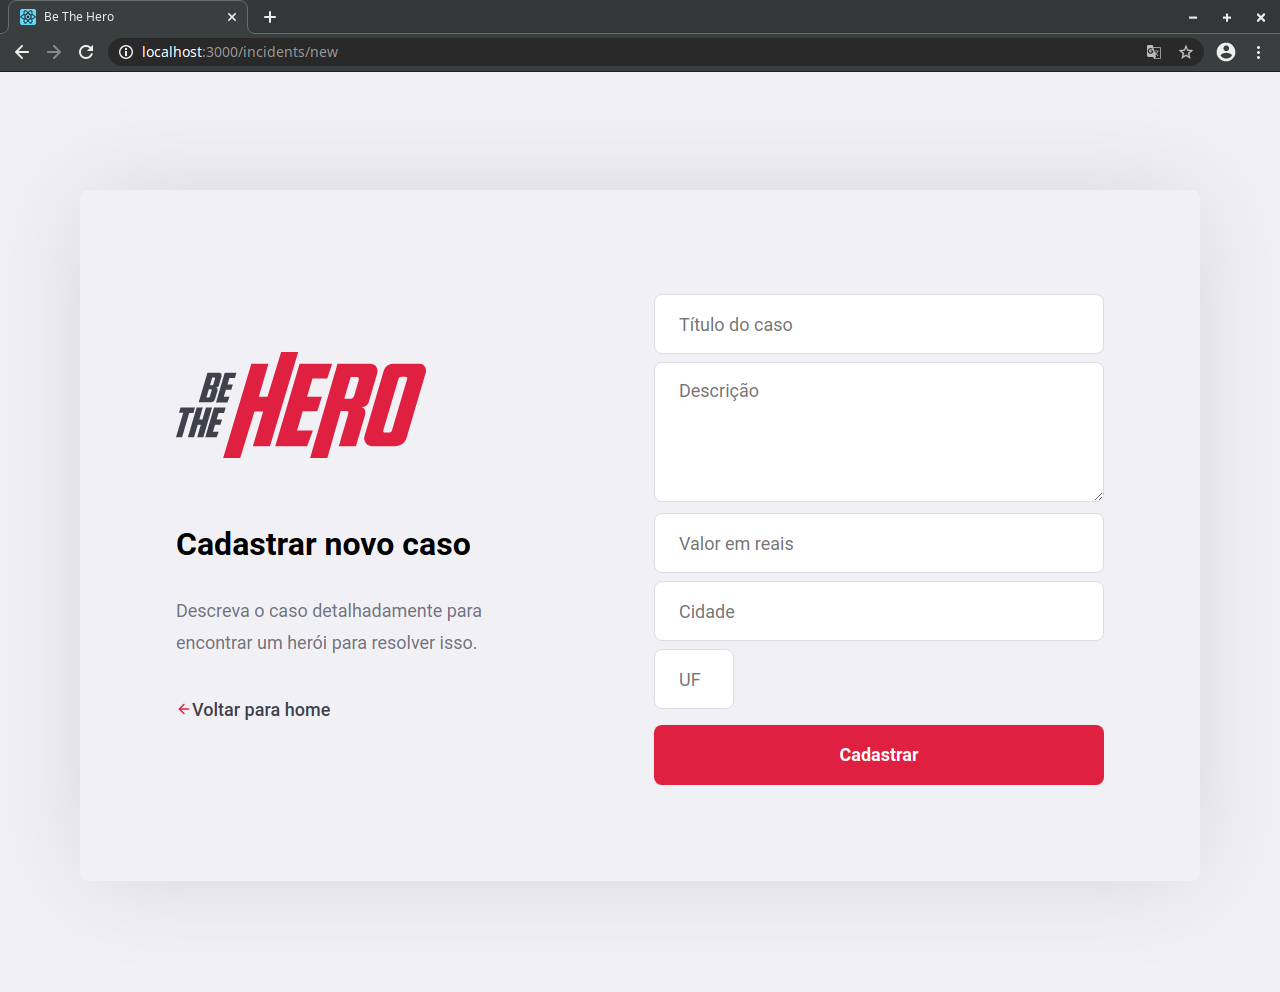 Be The Hero
localhost:3000/incidents/new
BE
THE
HERO
Cadastrar novo caso
Descreva o caso detalhadamente para
encontrar um herói para resolver isso.
Voltar para home
Título do caso
Descrição
Valor em reais
Cidade
UF
Cadastrar